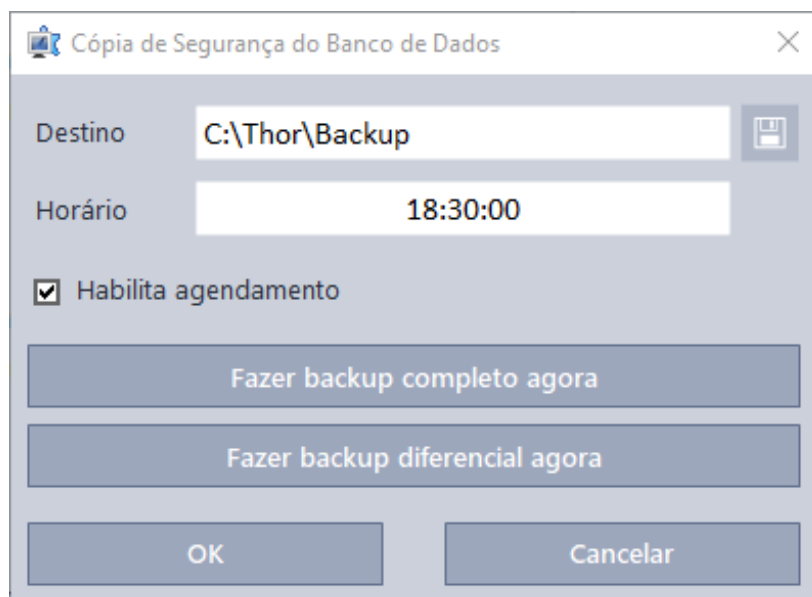 Cópia de Segurança do Banco de Dados
Destino C:\Thor\Backup
Horário 18:30:00
Habilita agendamento
Fazer backup completo agora
Fazer backup diferencial agora
OK Cancelar